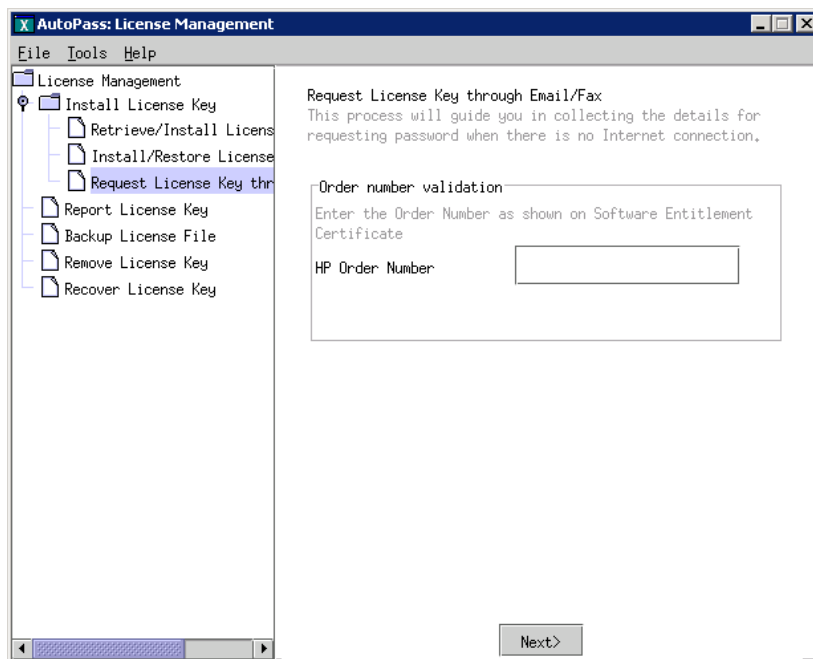 AutoPass: License Management
File Tools Help
License Management
Install License Key
Retrieve/Install Licens
Install/Restore License
Request License Key thr
Report License Key
Backup License File
Remove License Key
Recover License Key
Request License Key through Email/Fax
This process will guide you in collecting the details for
requesting password when there is no Internet connection.
Order number validation
Enter the Order Number as shown on Software Entitlement
Certificate
HP Order Number
Next>